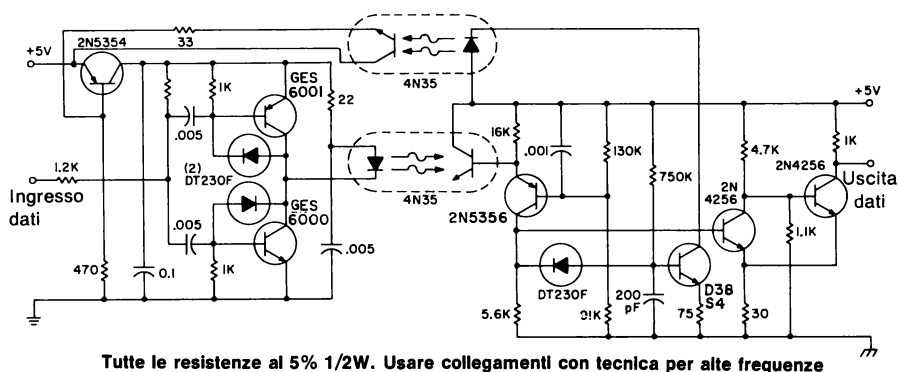 33
4N35
+5V
2N5354
1K
GES
6001
22
.005
(2)
DT230F
1.2K
Ingresso
dati
GES
6000
4N35
.005
470
0.1
1K
.005
+5V
16K
.001
130K
4.7K
1K
2N4256
750K
2N
4256
Uscita
dati
2N5356
1.1K
DT230F
D38
S4
5.6K
200
pF
91K
75
30
Tutte le resistenze al 5% 1/2W. Usare collegamenti con tecnica per alte frequenze